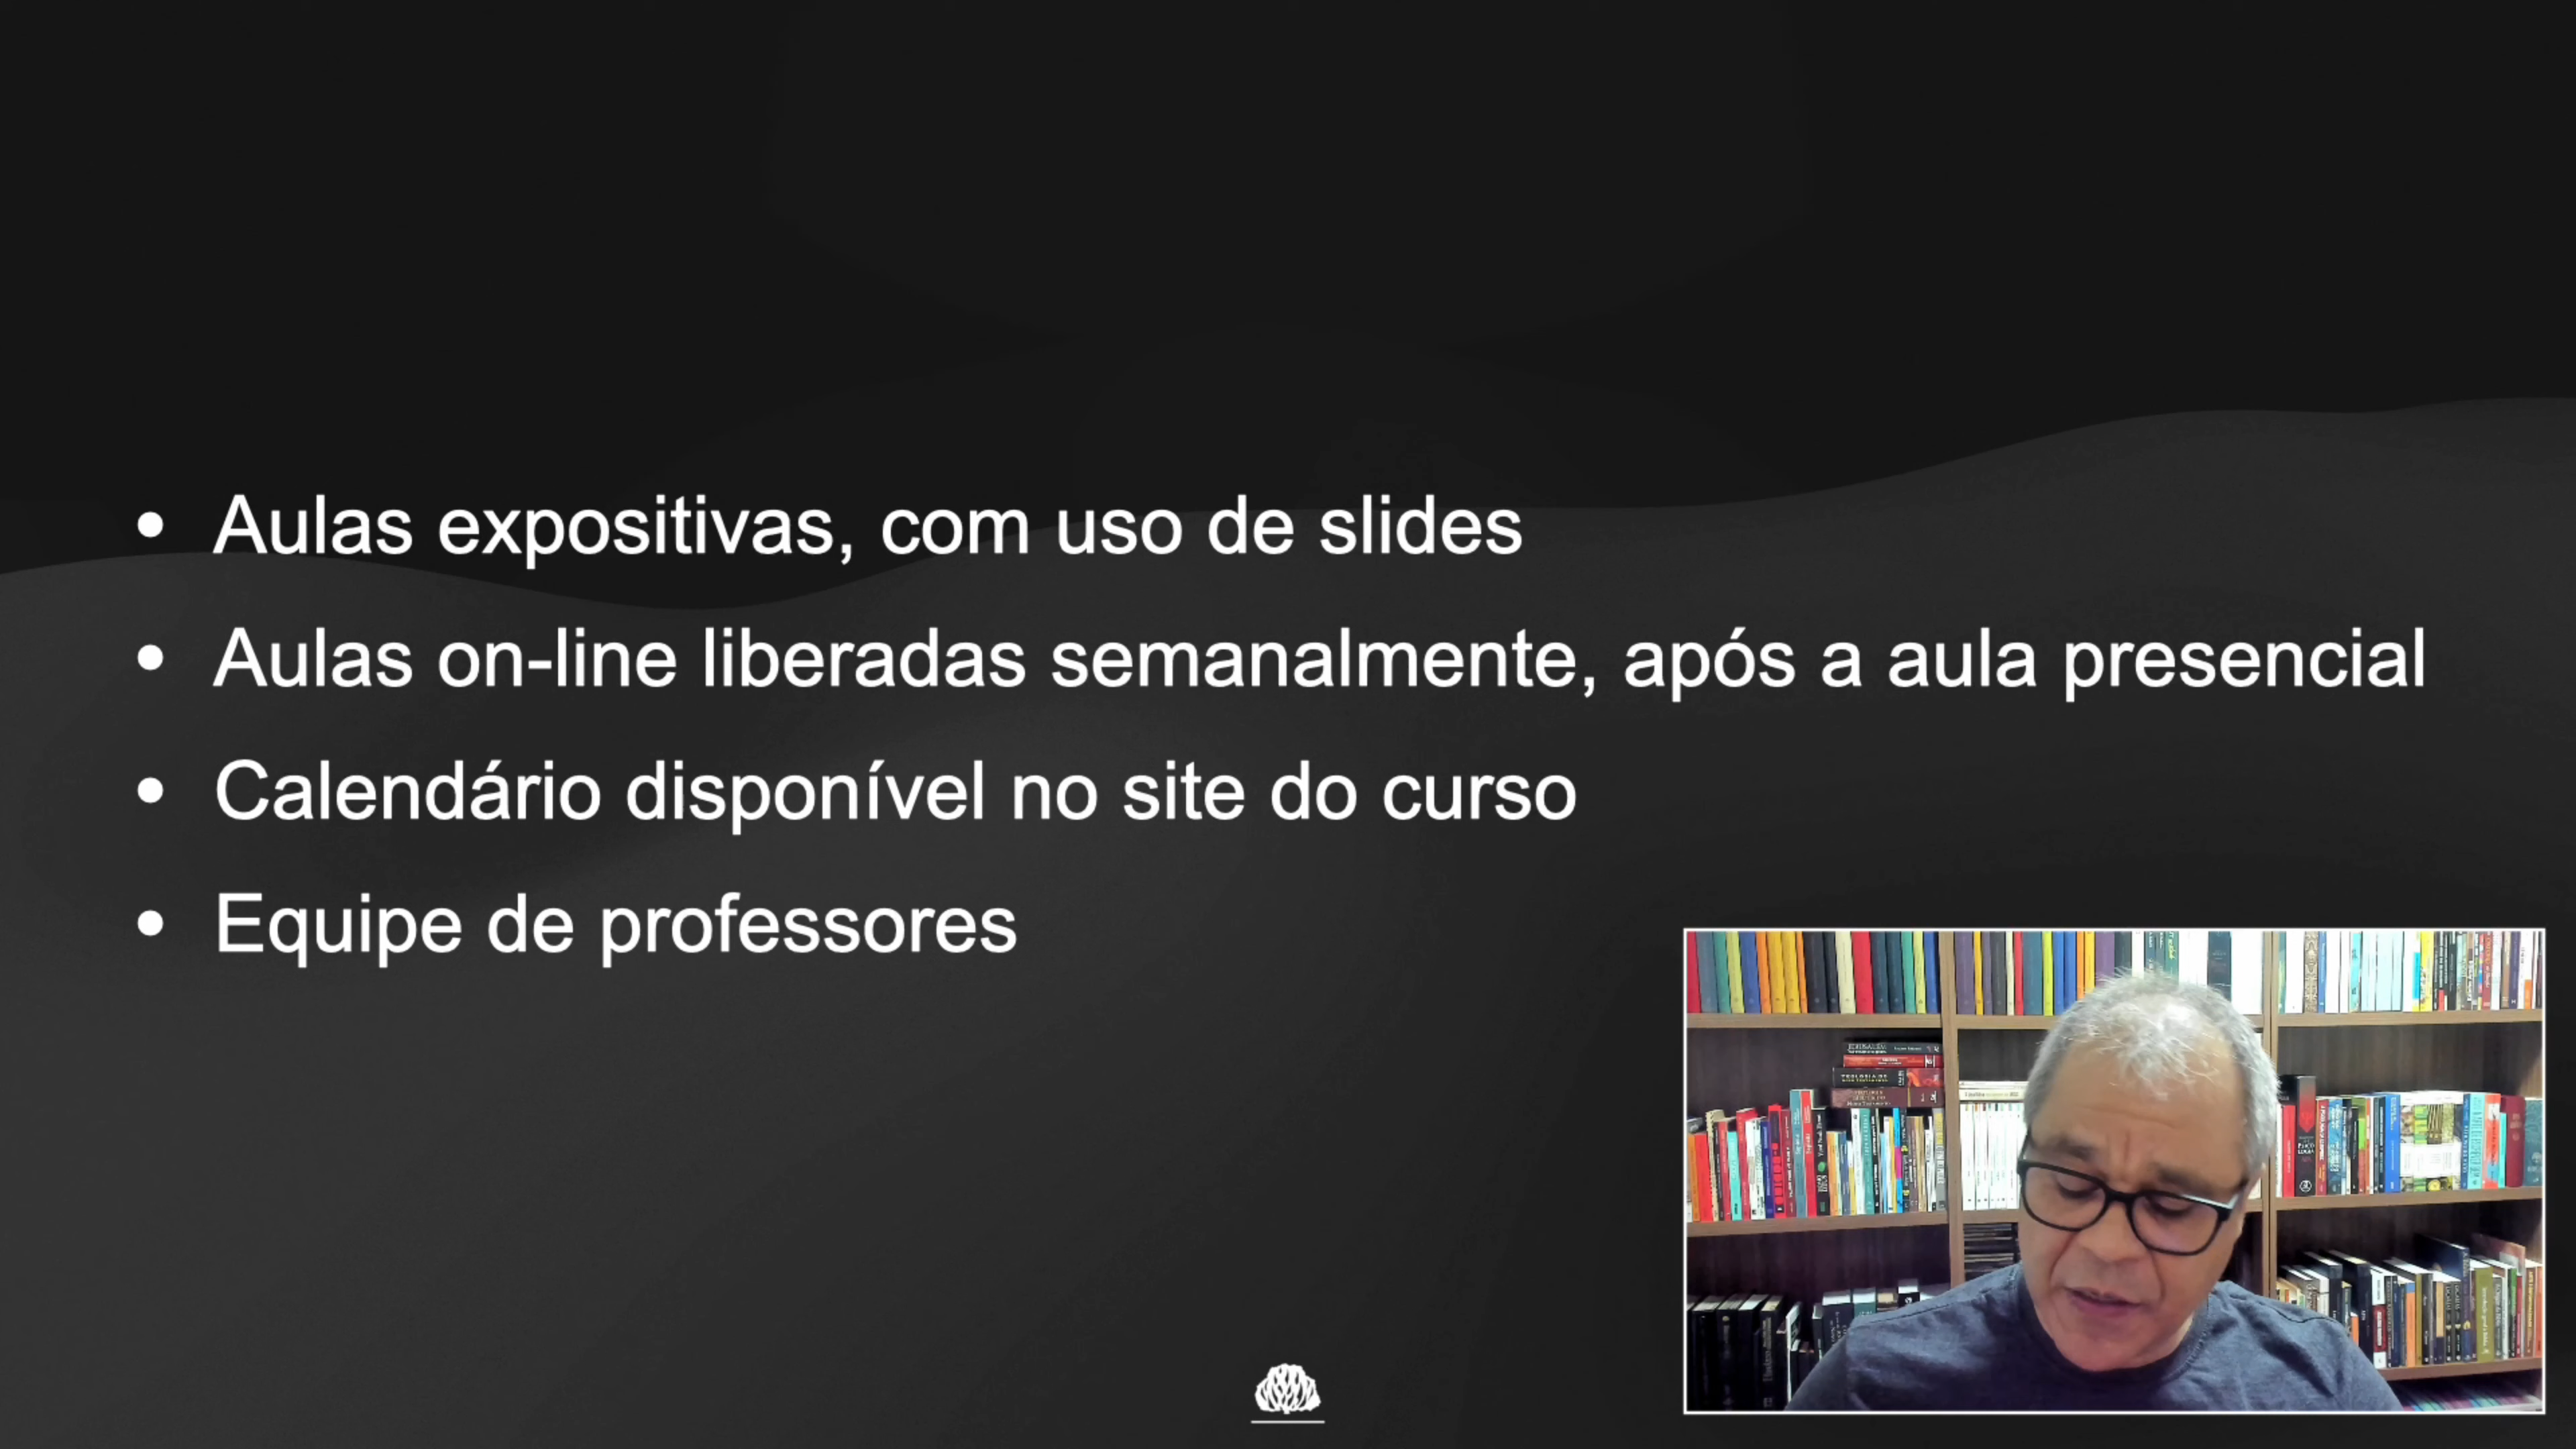 • Aulas expositivas, com uso de slides
• Aulas on-line liberadas semanalmente, após a aula presencial
• Calendário disponível no site do curso
• Equipe de professores
JERUSALÉM